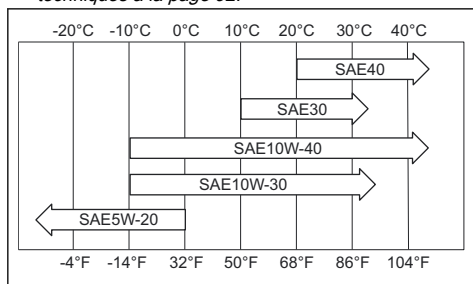 techniques à la page
-20°C -10°C 0°C 10°C 20°C 30°C 40°C
SAE40
SAE30
SAE10W-40
SAE10W-30
SAE5W-20
-4°F -14°F 32°F 50°F 68°F 86°F 104°F